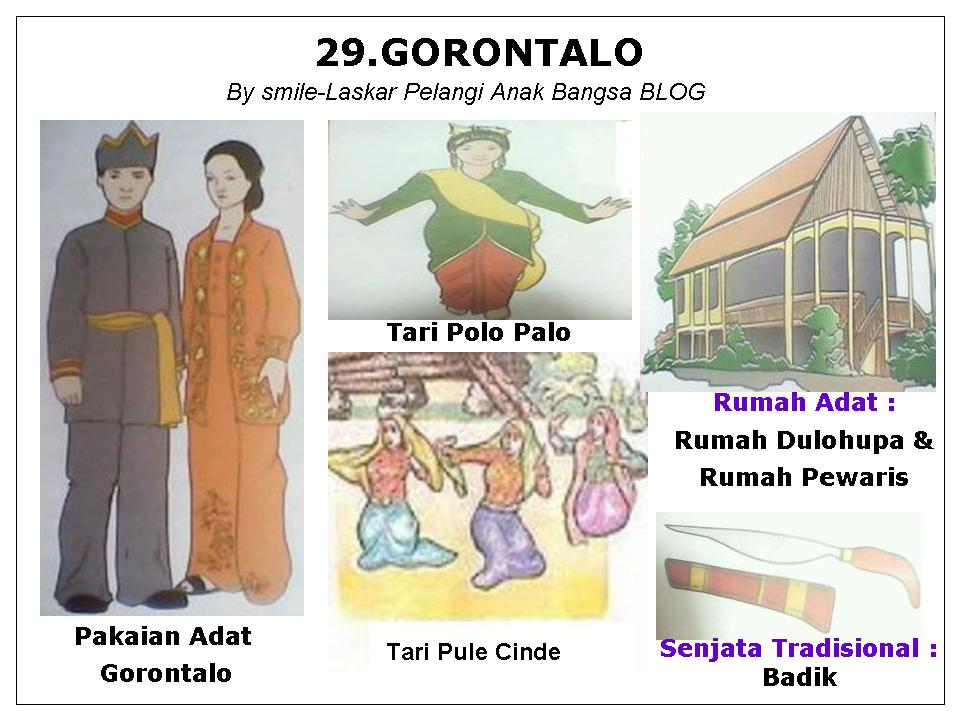 29.GORONTALO
By smile-Laskar Pelangi Anak Bangsa BLOG
Pakaian Adat
Gorontalo
Tari Polo Palo
Tari Pule Cinde
Rumah Adat :
Rumah Dulohupa &
Rumah Pewaris
Senjata Tradisional :
Badik